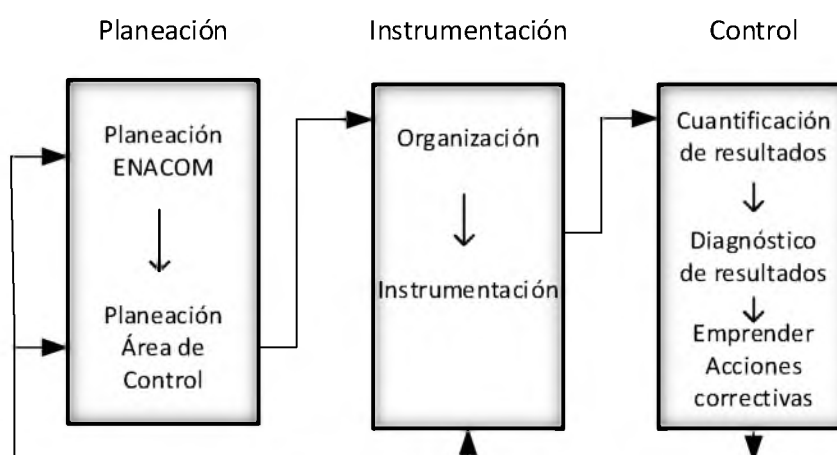 Planeación
Instrumentación
Control
Planeación
ENACOM
Planeación
Área de
Control
Organización
Instrumentación
Cuantificación
de resultados
Diagnóstico
de resultados
Emprender
Acciones
correctivas